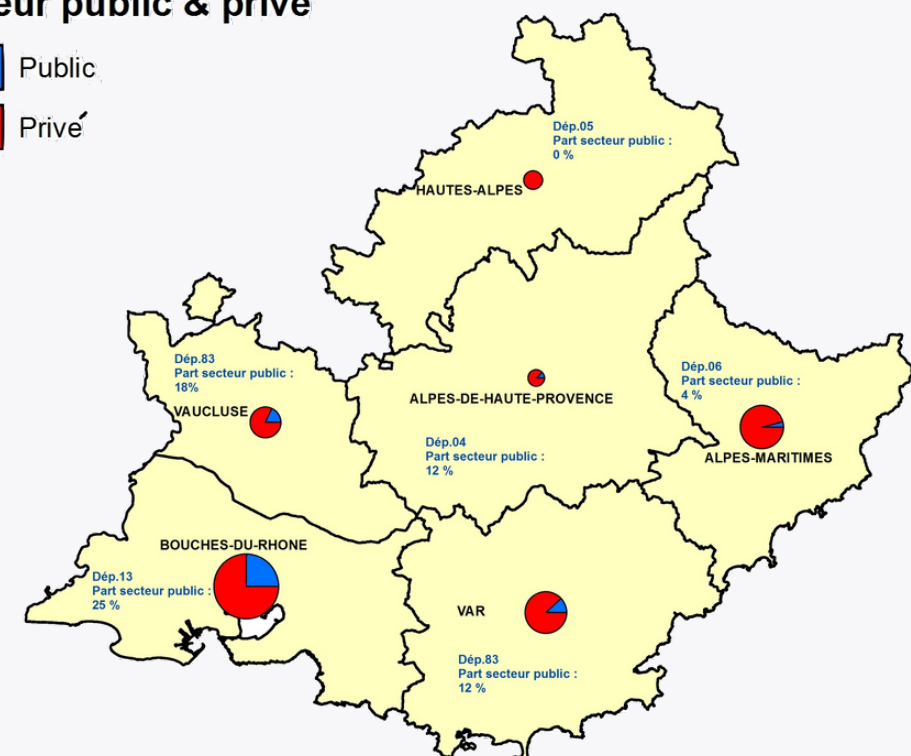 public & privé
Public
Privé
Dép.05
Part secteur public :
0 %
HAUTES-ALPES
Dép.83
Part secteur public :
18%
VAUCLUSE
Dép.06
Part secteur public :
4 %
ALPES-MARITIMES
ALPES-DE-HAUTE-PROVENCE
Dép.04
Part secteur public :
12 %
BOUCHES-DU-RHONE
Dép.13
Part secteur public :
25 %
VAR
Dép.83
Part secteur public :
12 %